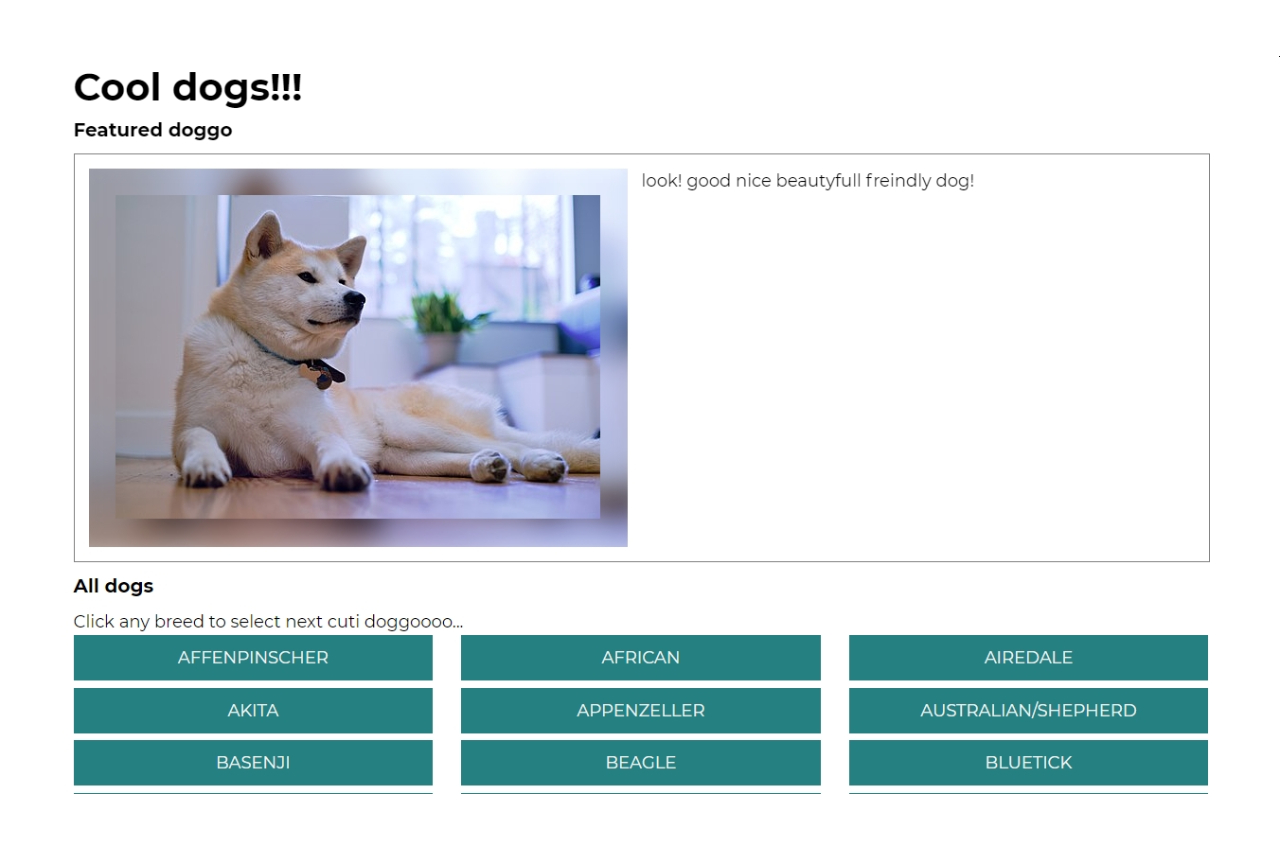 Cool dogs!!!
Featured doggo
look! good nice beautyfull freindly dog!
All dogs
Click any breed to select next cuti doggoooo...
AFFENPINSCHER
AFRICAN
AIREDALE
AKITA
APPENZELLER
AUSTRALIAN/SHEPHERD
BASENJI
BEAGLE
BLUETICK